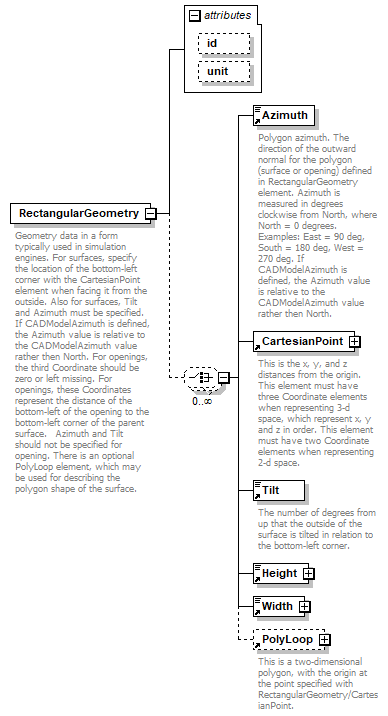 attributes
id
unit
Azimuth
Polygon azimuth. The
direction of the outward
normal for the polygon
(surface or opening) defined
in RectangularGeometry
element. Azimuth is
measured in degrees
clockwise from North, where
North = 0 degrees.
Examples: East = 90 deg,
South = 180 deg, West =
270 deg. If
CADModelAzimuth is
defined, the Azimuth value
is relative to the
CADModelAzimuth value
rather then North.
RectangularGeometry
Geometry data in a form
typically used in simulation
engines. For surfaces, specify
the location of the bottom-left
corner with the CartesianPoint
element when facing it from the
outside. Also for surfaces, Tilt
and Azimuth must be specified.
If CADModelAzimuth is defined,
the Azimuth value is relative to
the CADModelAzimuth value
rather then North. For openings,
the third Coordinate should be
zero or left missing. For
openings, these Coordinates
represent the distance of the
bottom-left of the opening to the
bottom-left corner of the parent
surface. Azimuth and Tilt
should not be specified for
opening. There is an optional
PolyLoop element, which may
be used for describing the
polygon shape of the surface.
0..∞
CartesianPoint
This is the x, y, and z
distances from the origin.
This element must have
three Coordinate elements
when representing 3-d
space, which represent x, y
and z in order. This element
must have two Coordinate
elements when representing
2-d space.
Tilt
The number of degrees from
up that the outside of the
surface is tilted in relation to
the bottom-left corner.
Height
Width
PolyLoop
This is a two-dimensional
polygon, with the origin at
the point specified with
RectangularGeometry/Cartes
ianPoint.